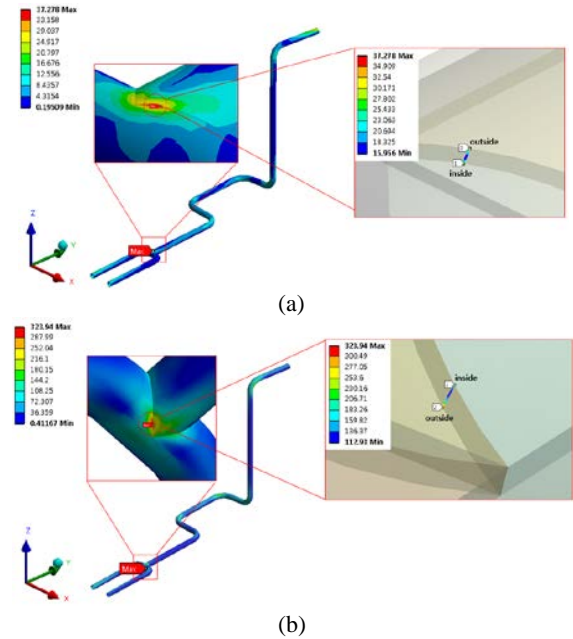 37.278 Max
33.158
29.037
24.917
20.797
16.676
12.556
8.4357
4.3154
0.19509 Min
37.278 Max
34.909
32.54
30.171
27.802
25.433
23.063
20.694
18.325
15.956 Min
outside
1
inside
Max
Z
Y
X
(a)
323.94 Max
287.99
252.04
216.1
180.15
144.2
108.25
72.307
36.359
0.41167 Min
323.94 Max
300.49
277.05
253.6
230.16
206.71
183.26
159.82
136.37
112.93 Min
inside
2
outside
Max
Z
Y
X
(b)